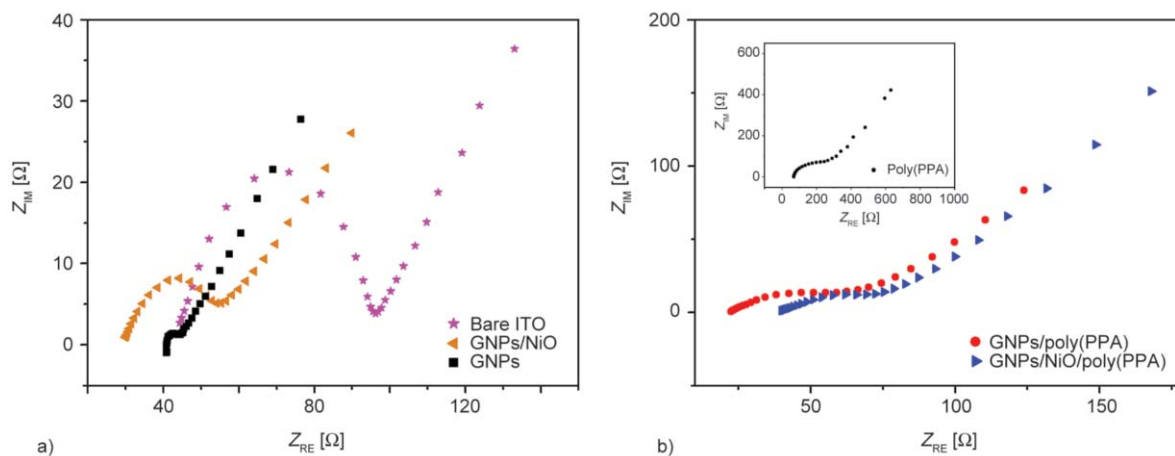 40
30
20
10
0
Z_IM [Ω]
Bare ITO
GNPs/NiO
GNPs
40 80 120
Z_RE [Ω]
a)
200
150
100
50
0
Z_IM [Ω]
600
400
200
0
Z_IM [Ω]
Poly(PPA)
0 200 400 600 800 1000
Z_RE [Ω]
GNPs/poly(PPA)
GNPs/NiO/poly(PPA)
50 100 150
Z_RE [Ω]
b)